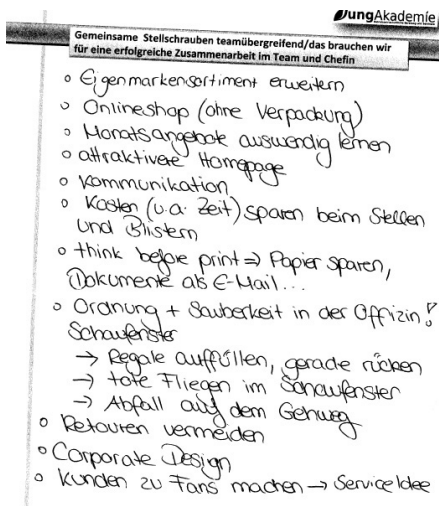 JungAkademie
Gemeinsame Stellschrauben teamübergreifend/das brauchen wir
für eine erfolgreiche Zusammenarbeit im Team und Chefin
o Eigenmarkensortiment erweitern
o Onlineshop (ohne Verpackung)
o Monatsangebote auswendig lernen
o attraktivere Homepage
o Kommunikation
o Kosten (v.a. Zeit) sparen beim Stellen
und Blistern
o think before print => Papier sparen,
Dokumente als E-Mail...
o Ordnung + Sauberkeit in der Offizin!
Schaufenster
→ Regale auffüllen, gerade rücken
→ tote Fliegen im Schaufenster
→ Abfall auf dem Gehweg
o Retouren vermeiden
o Corporate Design
o Kunden zu Fans machen → Service Idee